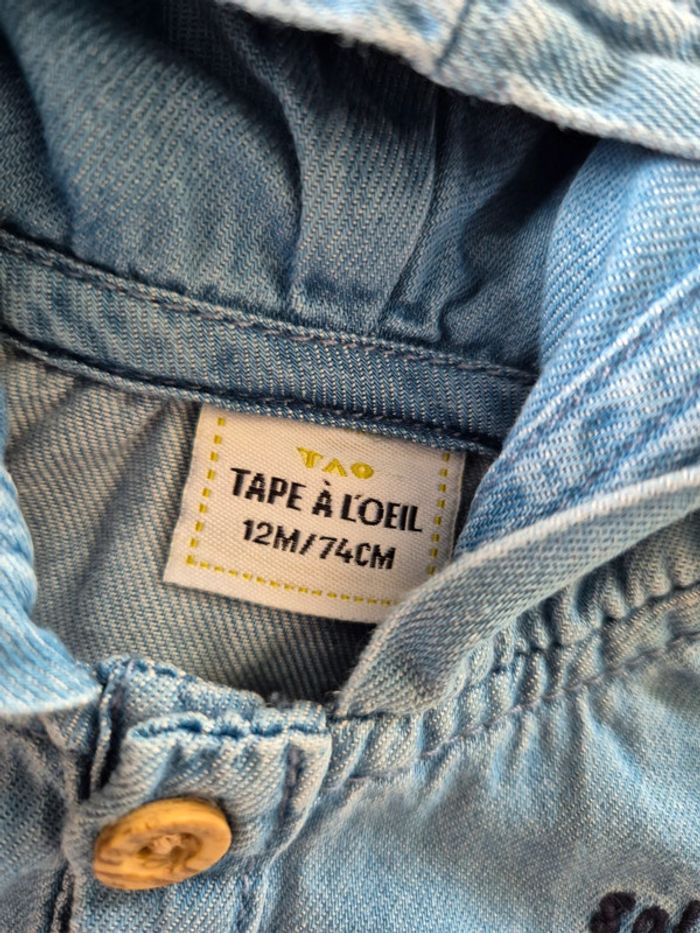 TAO
TAPE À L'OEIL
12M/74CM